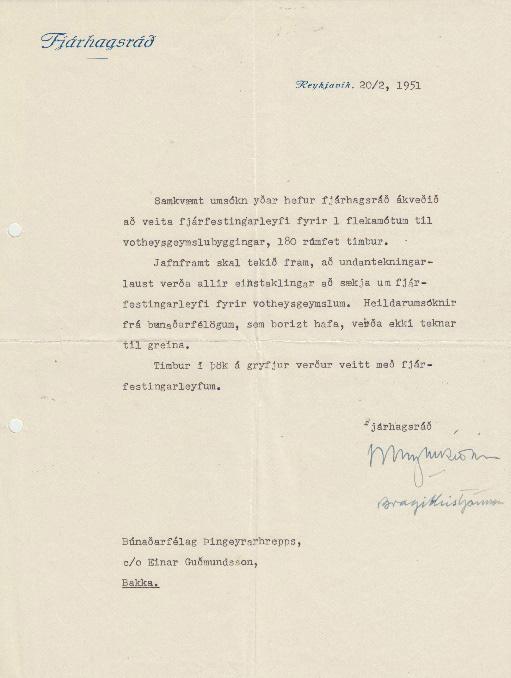 Fjárhagsráð
Reykjavík, 20/2, 1951
Samkvæmt umsókn yðar hefur fjárhagsráð ákveðið
að veita fjárfestingarleyfi fyrir 1 flekamótum til
votheysgeymslubyggingar, 180 rúmfet timbur.
Jafnframt skal tekið fram, að undantekningar-
laust verða allir einstaklingar að sækja um fjár-
festingarleyfi fyrir votheysgeymslum. Heildarumsóknir
frá búnaðarfélögum, sem borizt hafa, verða ekki teknar
til greina.
Timbur í þök á gryfjur verður veitt með fjár-
festingarleyfum.
Fjárhagsráð
Bragi Kristjánsson
Búnaðarfélag Þingeyrarhrepps,
c/o Einar Guðmundsson,
Bakka.